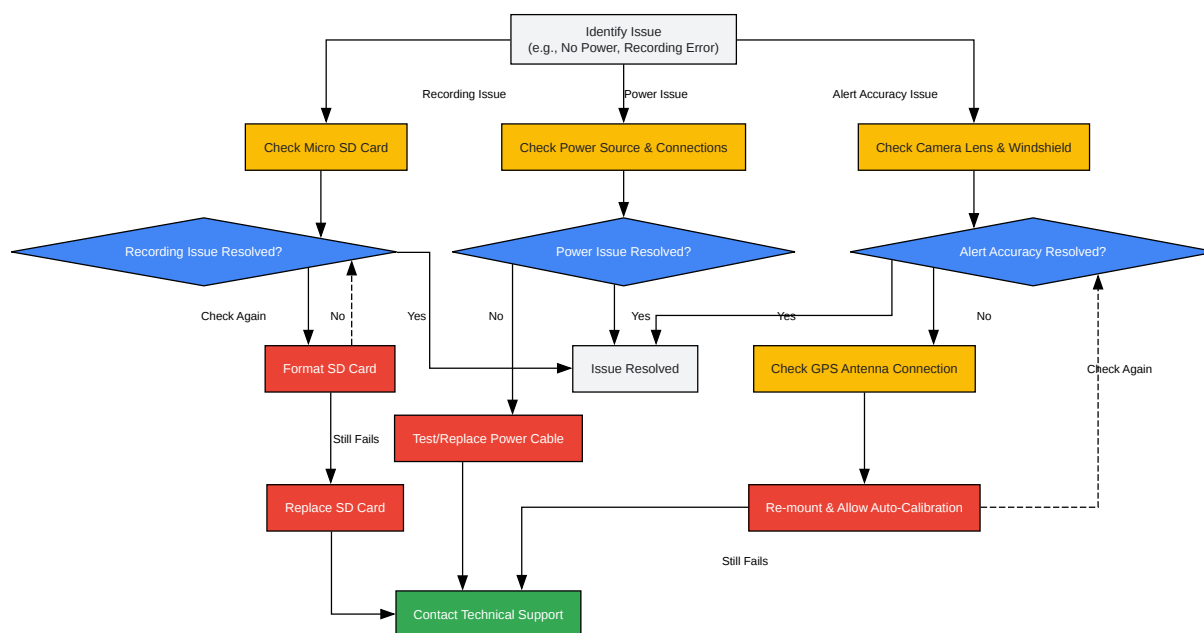 Identify Issue
(e.g., No Power, Recording Error)
Recording Issue
Power Issue
Alert Accuracy Issue
Check Micro SD Card
Check Power Source & Connections
Check Camera Lens & Windshield
Recording Issue Resolved?
Power Issue Resolved?
Alert Accuracy Resolved?
Check Again
No
Yes
No
Yes
Yes
No
Format SD Card
Issue Resolved
Check GPS Antenna Connection
Check Again
Still Fails
Test/Replace Power Cable
Replace SD Card
Re-mount & Allow Auto-Calibration
Still Fails
Contact Technical Support